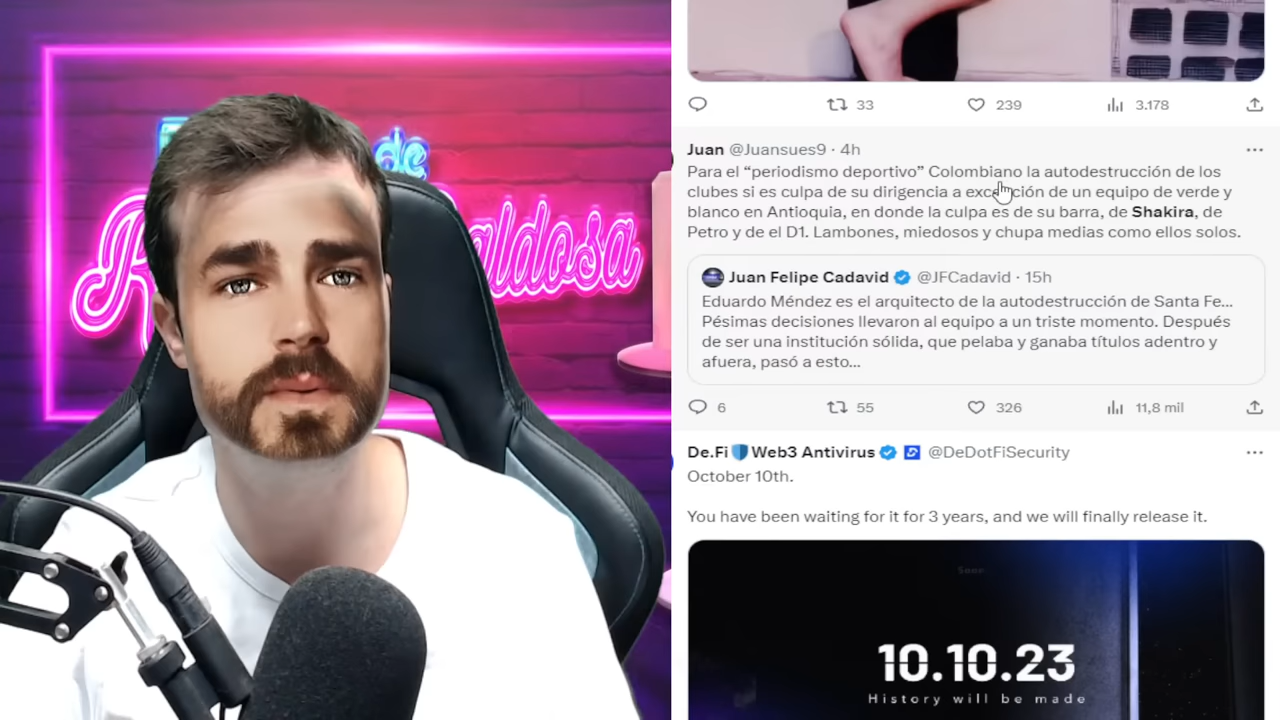 de
aldosa
33
239
3.178
Juan @Juansues9 · 4h
Para el “periodismo deportivo” Colombiano la autodestrucción de los
clubes si es culpa de su dirigencia a excepción de un equipo de verde y
blanco en Antioquia, en donde la culpa es de su barra, de Shakira, de
Petro y de el D1. Lambones, miedosos y chupa medias como ellos solos.
Juan Felipe Cadavid @JFCadavid · 15h
Eduardo Méndez es el arquitecto de la autodestrucción de Santa Fe...
Pésimas decisiones llevaron al equipo a un triste momento. Después
de ser una institución sólida, que pelaba y ganaba títulos adentro y
afuera, pasó a esto...
6
55
326
11,8 mil
De.Fi Web3 Antivirus @DeDotFiSecurity
October 10th.
You have been waiting for it for 3 years, and we will finally release it.
10.10.23
History will be made